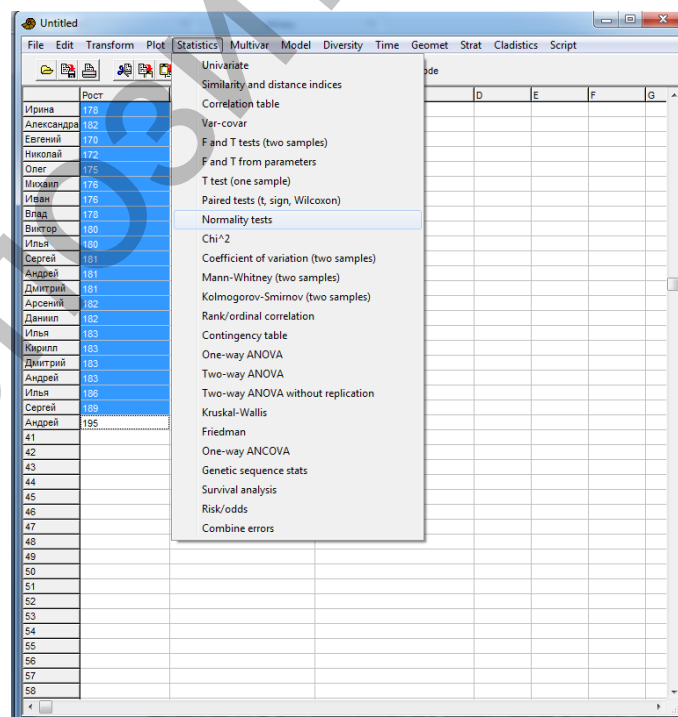 Untitled
File Edit Transform Plot Statistics Multivar Model Diversity Time Geomet Strat Cladistics Script
Univariate
Similarity and distance indices
Correlation table
Var-covar
F and T tests (two samples)
F and T from parameters
T test (one sample)
Paired tests (t, sign, Wilcoxon)
Normality tests
Chi^2
Coefficient of variation (two samples)
Mann-Whitney (two samples)
Kolmogorov-Smirnov (two samples)
Rank/ordinal correlation
Contingency table
One-way ANOVA
Two-way ANOVA
Two-way ANOVA without replication
Kruskal-Wallis
Friedman
One-way ANCOVA
Genetic sequence stats
Survival analysis
Risk/odds
Combine errors
Рост D E F G
Ирина 178
Александра 182
Евгений 170
Николай 172
Олег 175
Михаил 176
Иван 176
Влад 178
Виктор 180
Илья 180
Сергей 181
Андрей 181
Дмитрий 181
Арсений 182
Даниил 182
Илья 183
Кирилл 183
Дмитрий 183
Андрей 183
Илья 186
Сергей 189
Андрей 195
41
42
43
44
45
46
47
48
49
50
51
52
53
54
55
56
57
58